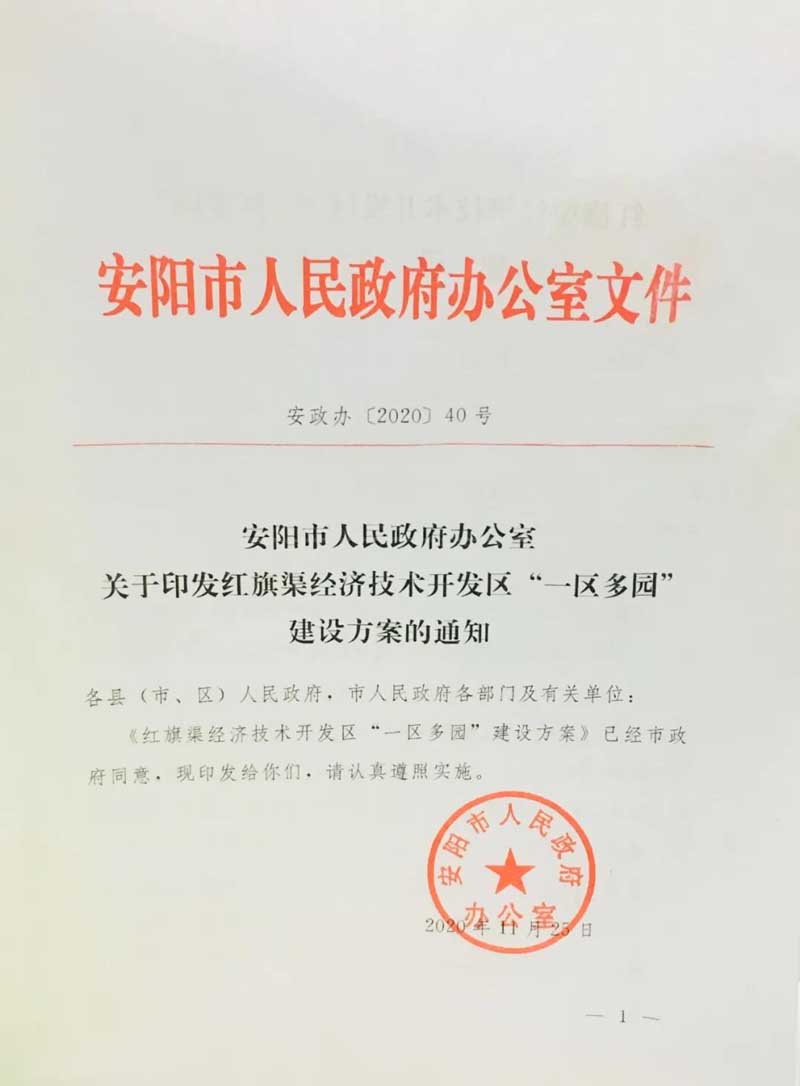 安阳市人民政府办公室文件
安政办〔2020〕40号
安阳市人民政府办公室
关于印发红旗渠经济技术开发区“一区多园”
建设方案的通知
各县（市、区）人民政府，市人民政府各部门及有关单位：
《红旗渠经济技术开发区“一区多园”建设方案》已经市政
府同意，现印发给你们，请认真遵照实施。
安阳市人民政府
办公室
2020年11月25日
— 1 —